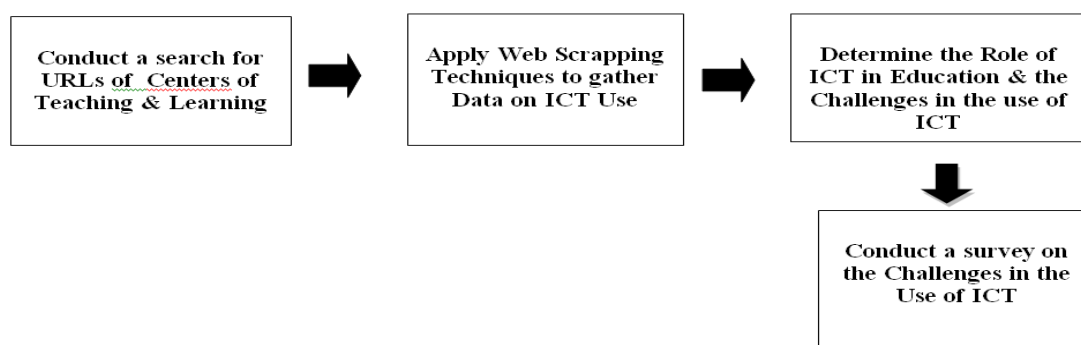 Conduct a search for
URLs of Centers of
Teaching & Learning
Apply Web Scrapping
Techniques to gather
Data on ICT Use
Determine the Role of
ICT in Education & the
Challenges in the use of
ICT
Conduct a survey on
the Challenges in the
Use of ICT